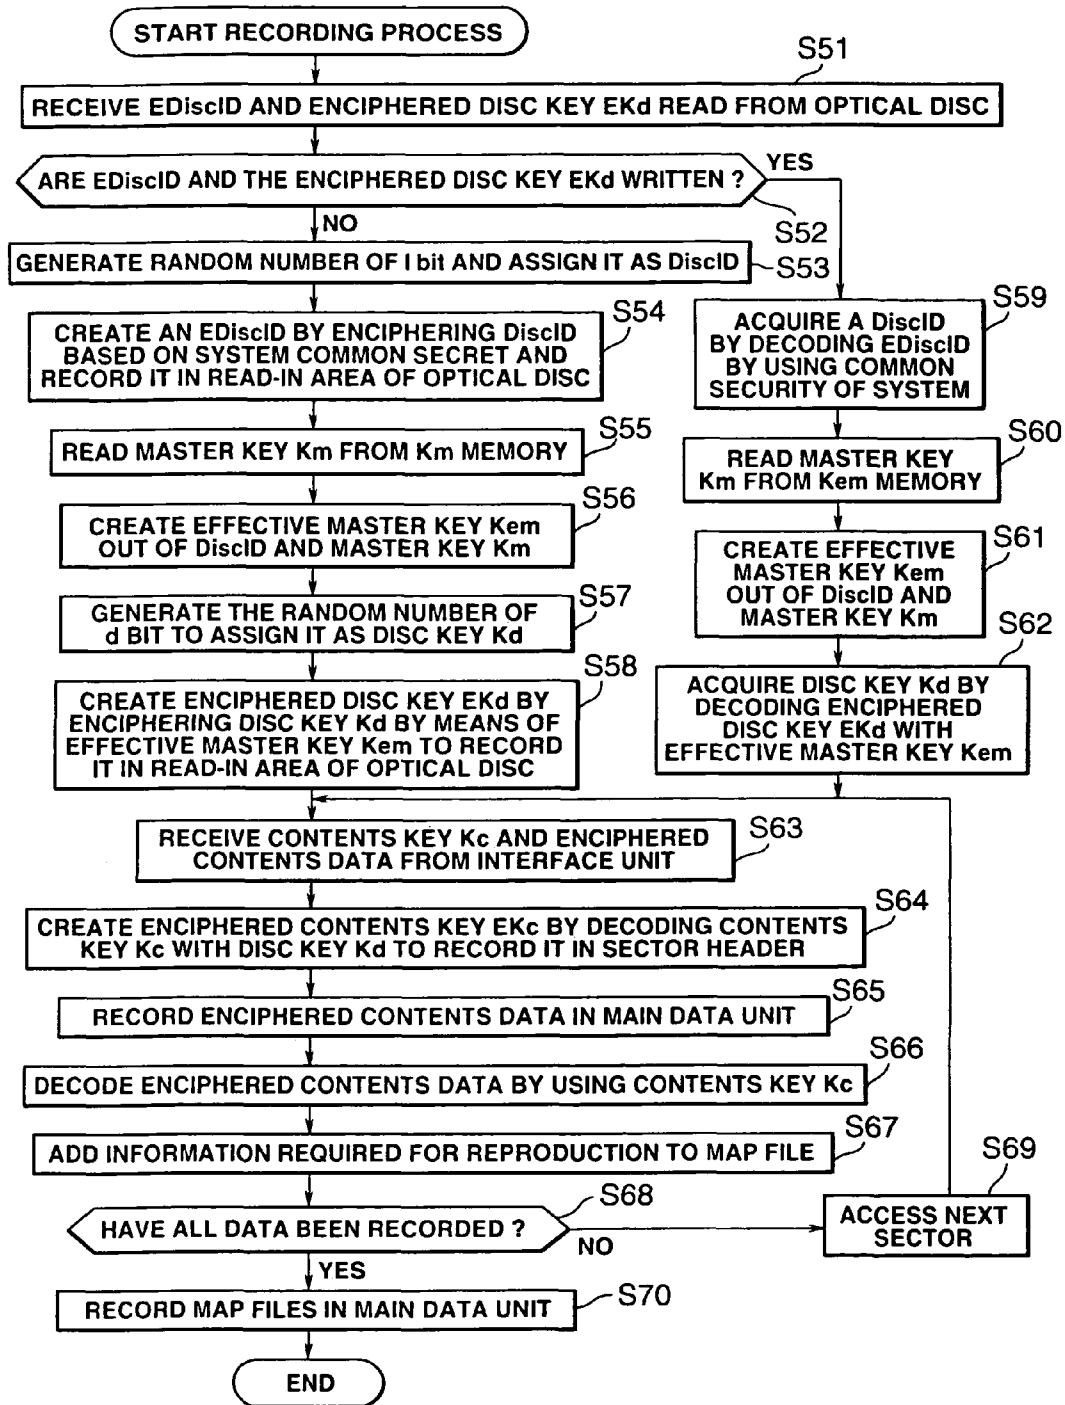 START RECORDING PROCESS
S51
RECEIVE EDiscID AND ENCIPHERED DISC KEY EKd READ FROM OPTICAL DISC
ARE EDiscID AND THE ENCIPHERED DISC KEY EKd WRITTEN ?
YES
S52
NO
GENERATE RANDOM NUMBER OF l bit AND ASSIGN IT AS DiscID
S53
CREATE AN EDiscID BY ENCIPHERING DiscID
BASED ON SYSTEM COMMON SECRET AND
RECORD IT IN READ-IN AREA OF OPTICAL DISC
S54
READ MASTER KEY Km FROM Km MEMORY
S55
CREATE EFFECTIVE MASTER KEY Kem
OUT OF DiscID AND MASTER KEY Km
S56
GENERATE THE RANDOM NUMBER OF
d BIT TO ASSIGN IT AS DISC KEY Kd
S57
CREATE ENCIPHERED DISC KEY EKd BY
ENCIPHERING DISC KEY Kd BY MEANS OF
EFFECTIVE MASTER KEY Kem TO RECORD
IT IN READ-IN AREA OF OPTICAL DISC
S58
ACQUIRE A DiscID
BY DECODING EDiscID
BY USING COMMON
SECURITY OF SYSTEM
S59
READ MASTER KEY
Km FROM Kem MEMORY
S60
CREATE EFFECTIVE
MASTER KEY Kem
OUT OF DiscID AND
MASTER KEY Km
S61
ACQUIRE DISC KEY Kd BY
DECODING ENCIPHERED
DISC KEY EKd WITH
EFFECTIVE MASTER KEY Kem
S62
RECEIVE CONTENTS KEY Kc AND ENCIPHERED
CONTENTS DATA FROM INTERFACE UNIT
S63
CREATE ENCIPHERED CONTENTS KEY EKc BY DECODING CONTENTS
KEY Kc WITH DISC KEY Kd TO RECORD IT IN SECTOR HEADER
S64
RECORD ENCIPHERED CONTENTS DATA IN MAIN DATA UNIT
S65
DECODE ENCIPHERED CONTENTS DATA BY USING CONTENTS KEY Kc
S66
ADD INFORMATION REQUIRED FOR REPRODUCTION TO MAP FILE
S67
HAVE ALL DATA BEEN RECORDED ?
S68
NO
ACCESS NEXT
SECTOR
S69
YES
RECORD MAP FILES IN MAIN DATA UNIT
S70
END